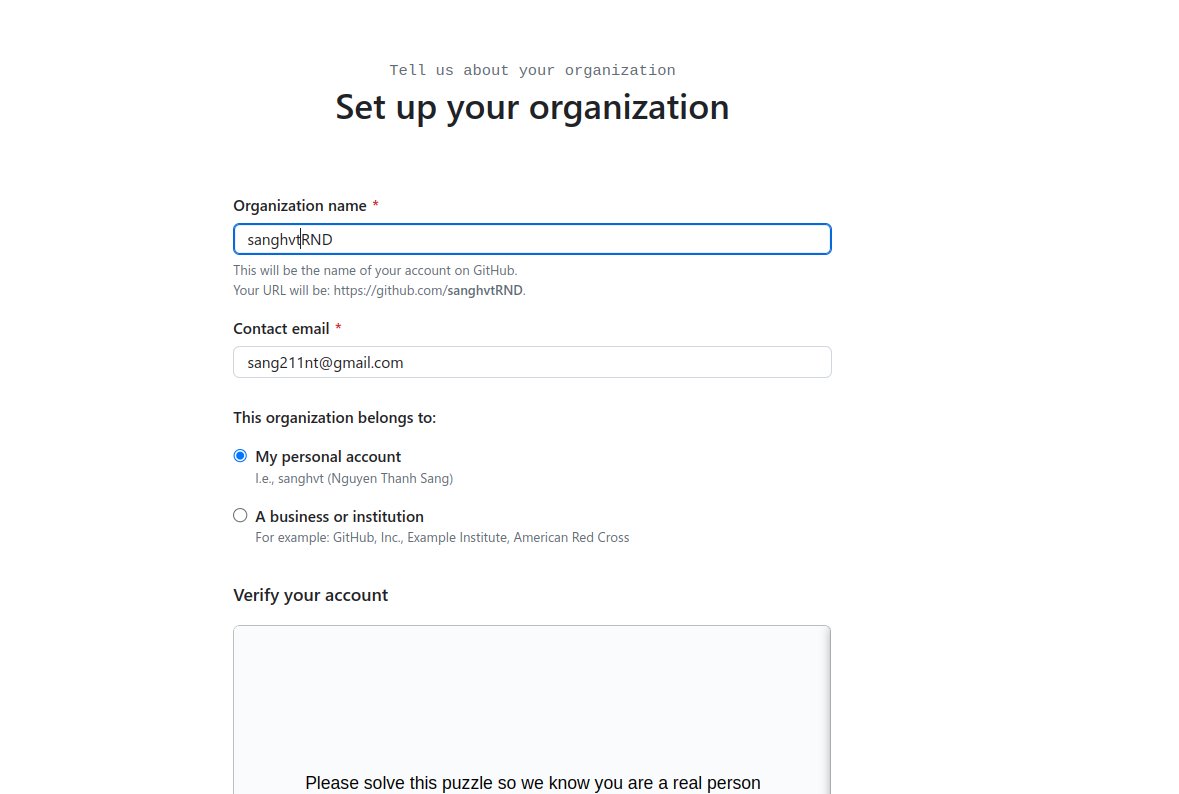 Tell us about your organization
Set up your organization
Organization name *
sanghvtRND
This will be the name of your account on GitHub.
Your URL will be: https://github.com/sanghvtRND.
Contact email *
sang211nt@gmail.com
This organization belongs to:
My personal account
I.e., sanghvt (Nguyen Thanh Sang)
A business or institution
For example: GitHub, Inc., Example Institute, American Red Cross
Verify your account
Please solve this puzzle so we know you are a real person